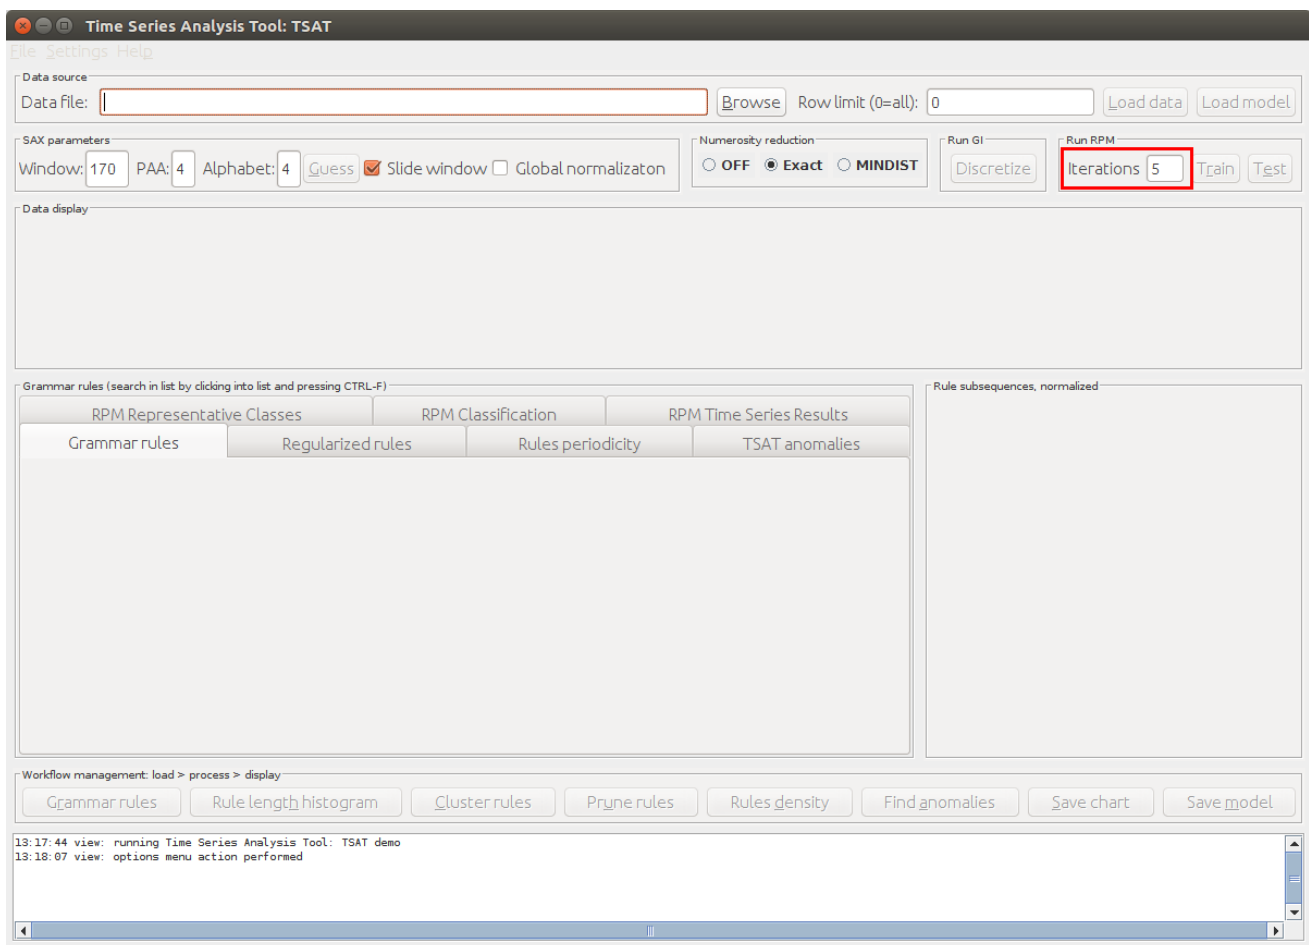 Time Series Analysis Tool: TSAT
File Settings Help
Data source
Data file: Browse Row limit (0=all): 0 Load data Load model
SAX parameters Numerosity reduction Run GI Run RPM
Window: 170 PAA: 4 Alphabet: 4 Guess Slide window Global normalizaton OFF Exact MINDIST Discretize Iterations 5 Train Test
Data display
Grammar rules (search in list by clicking into list and pressing CTRL-F) Rule subsequences, normalized
RPM Representative Classes RPM Classification RPM Time Series Results
Grammar rules Regularized rules Rules periodicity TSAT anomalies
Workflow management: load > process > display
Grammar rules Rule length histogram Cluster rules Prune rules Rules density Find anomalies Save chart Save model
13:17:44 view: running Time Series Analysis Tool: TSAT demo
13:18:07 view: options menu action performed